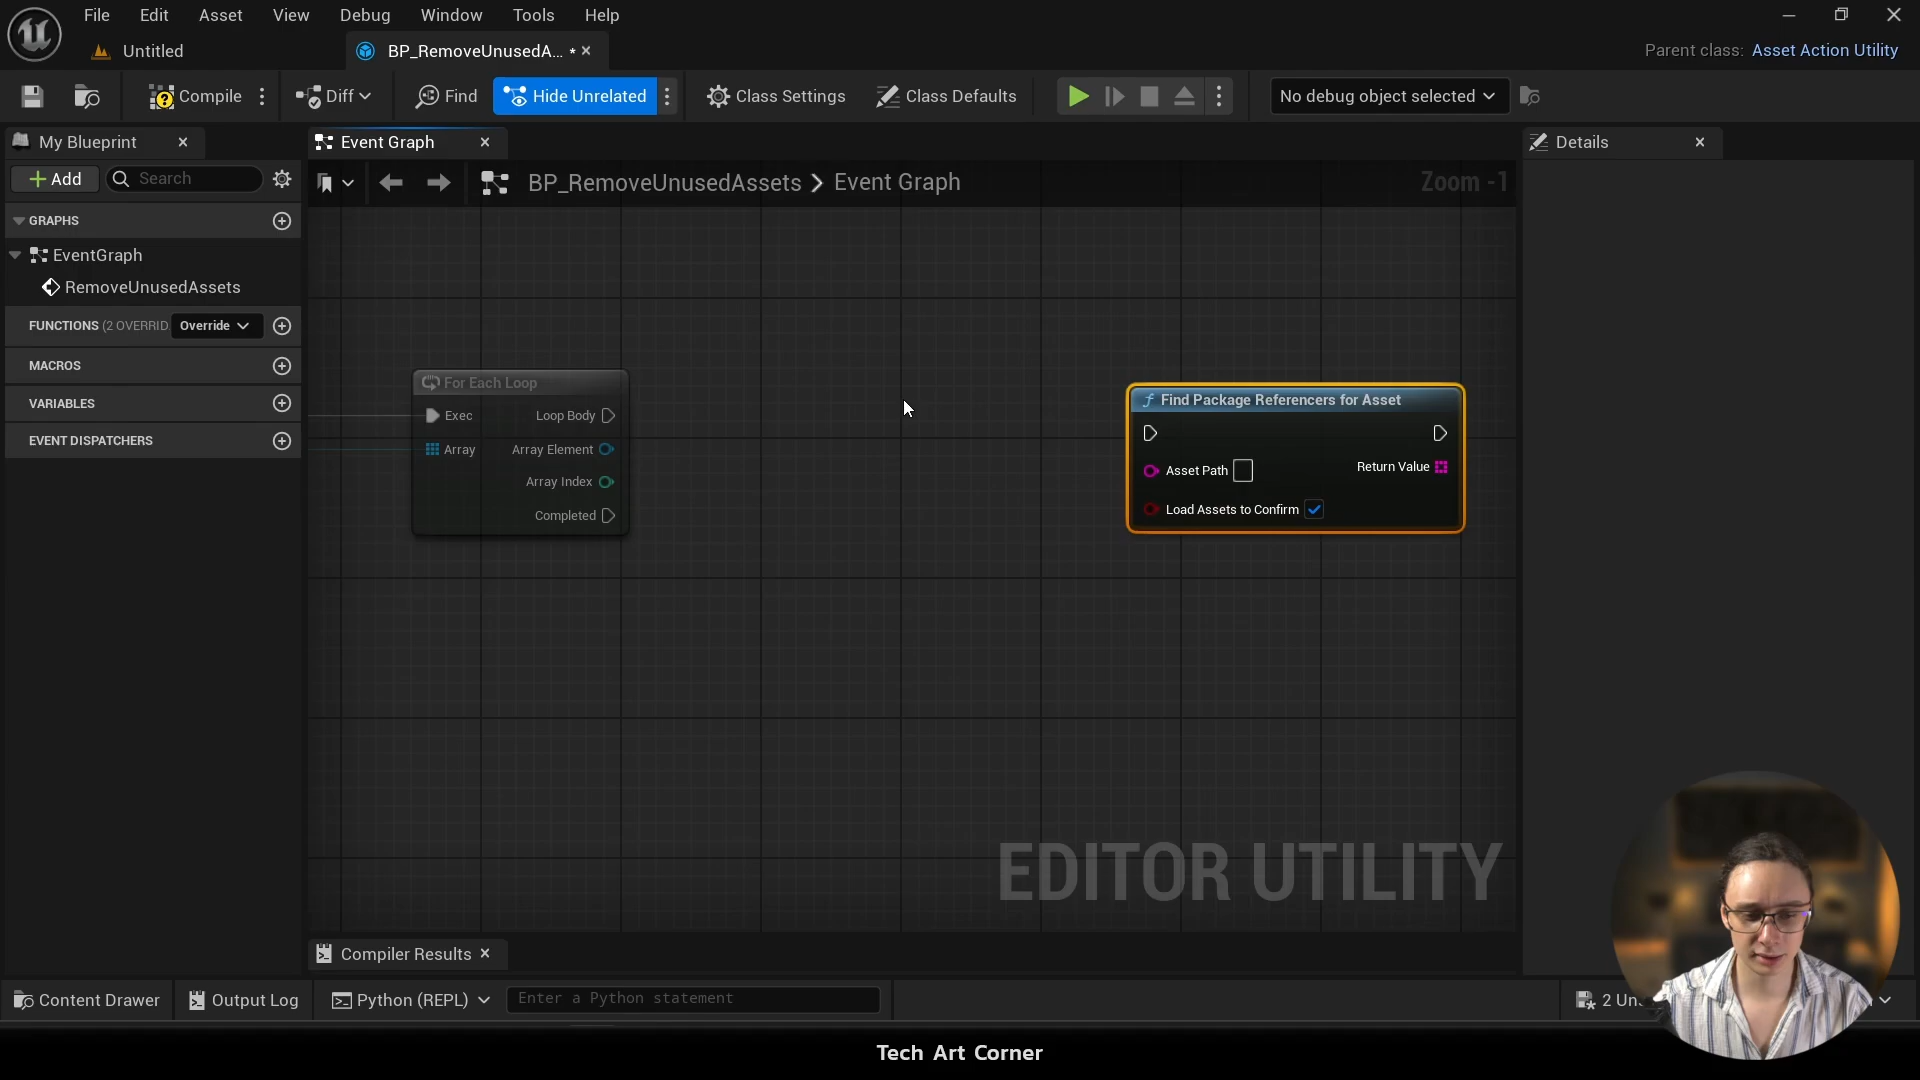 File Edit Asset View Debug Window Tools Help
Untitled
BP_RemoveUnusedA... *
Parent class: Asset Action Utility
Compile
Diff
Find
Hide Unrelated
Class Settings
Class Defaults
No debug object selected
My Blueprint
Add
Search
GRAPHS
EventGraph
RemoveUnusedAssets
FUNCTIONS (2 OVERRID
Override
MACROS
VARIABLES
EVENT DISPATCHERS
Event Graph
BP_RemoveUnusedAssets > Event Graph
Zoom -1
For Each Loop
Exec
Loop Body
Array
Array Element
Array Index
Completed
Find Package Referencers for Asset
Asset Path
Return Value
Load Assets to Confirm
EDITOR UTILITY
Details
Compiler Results
Content Drawer
Output Log
Python (REPL)
Enter a Python statement
Tech Art Corner